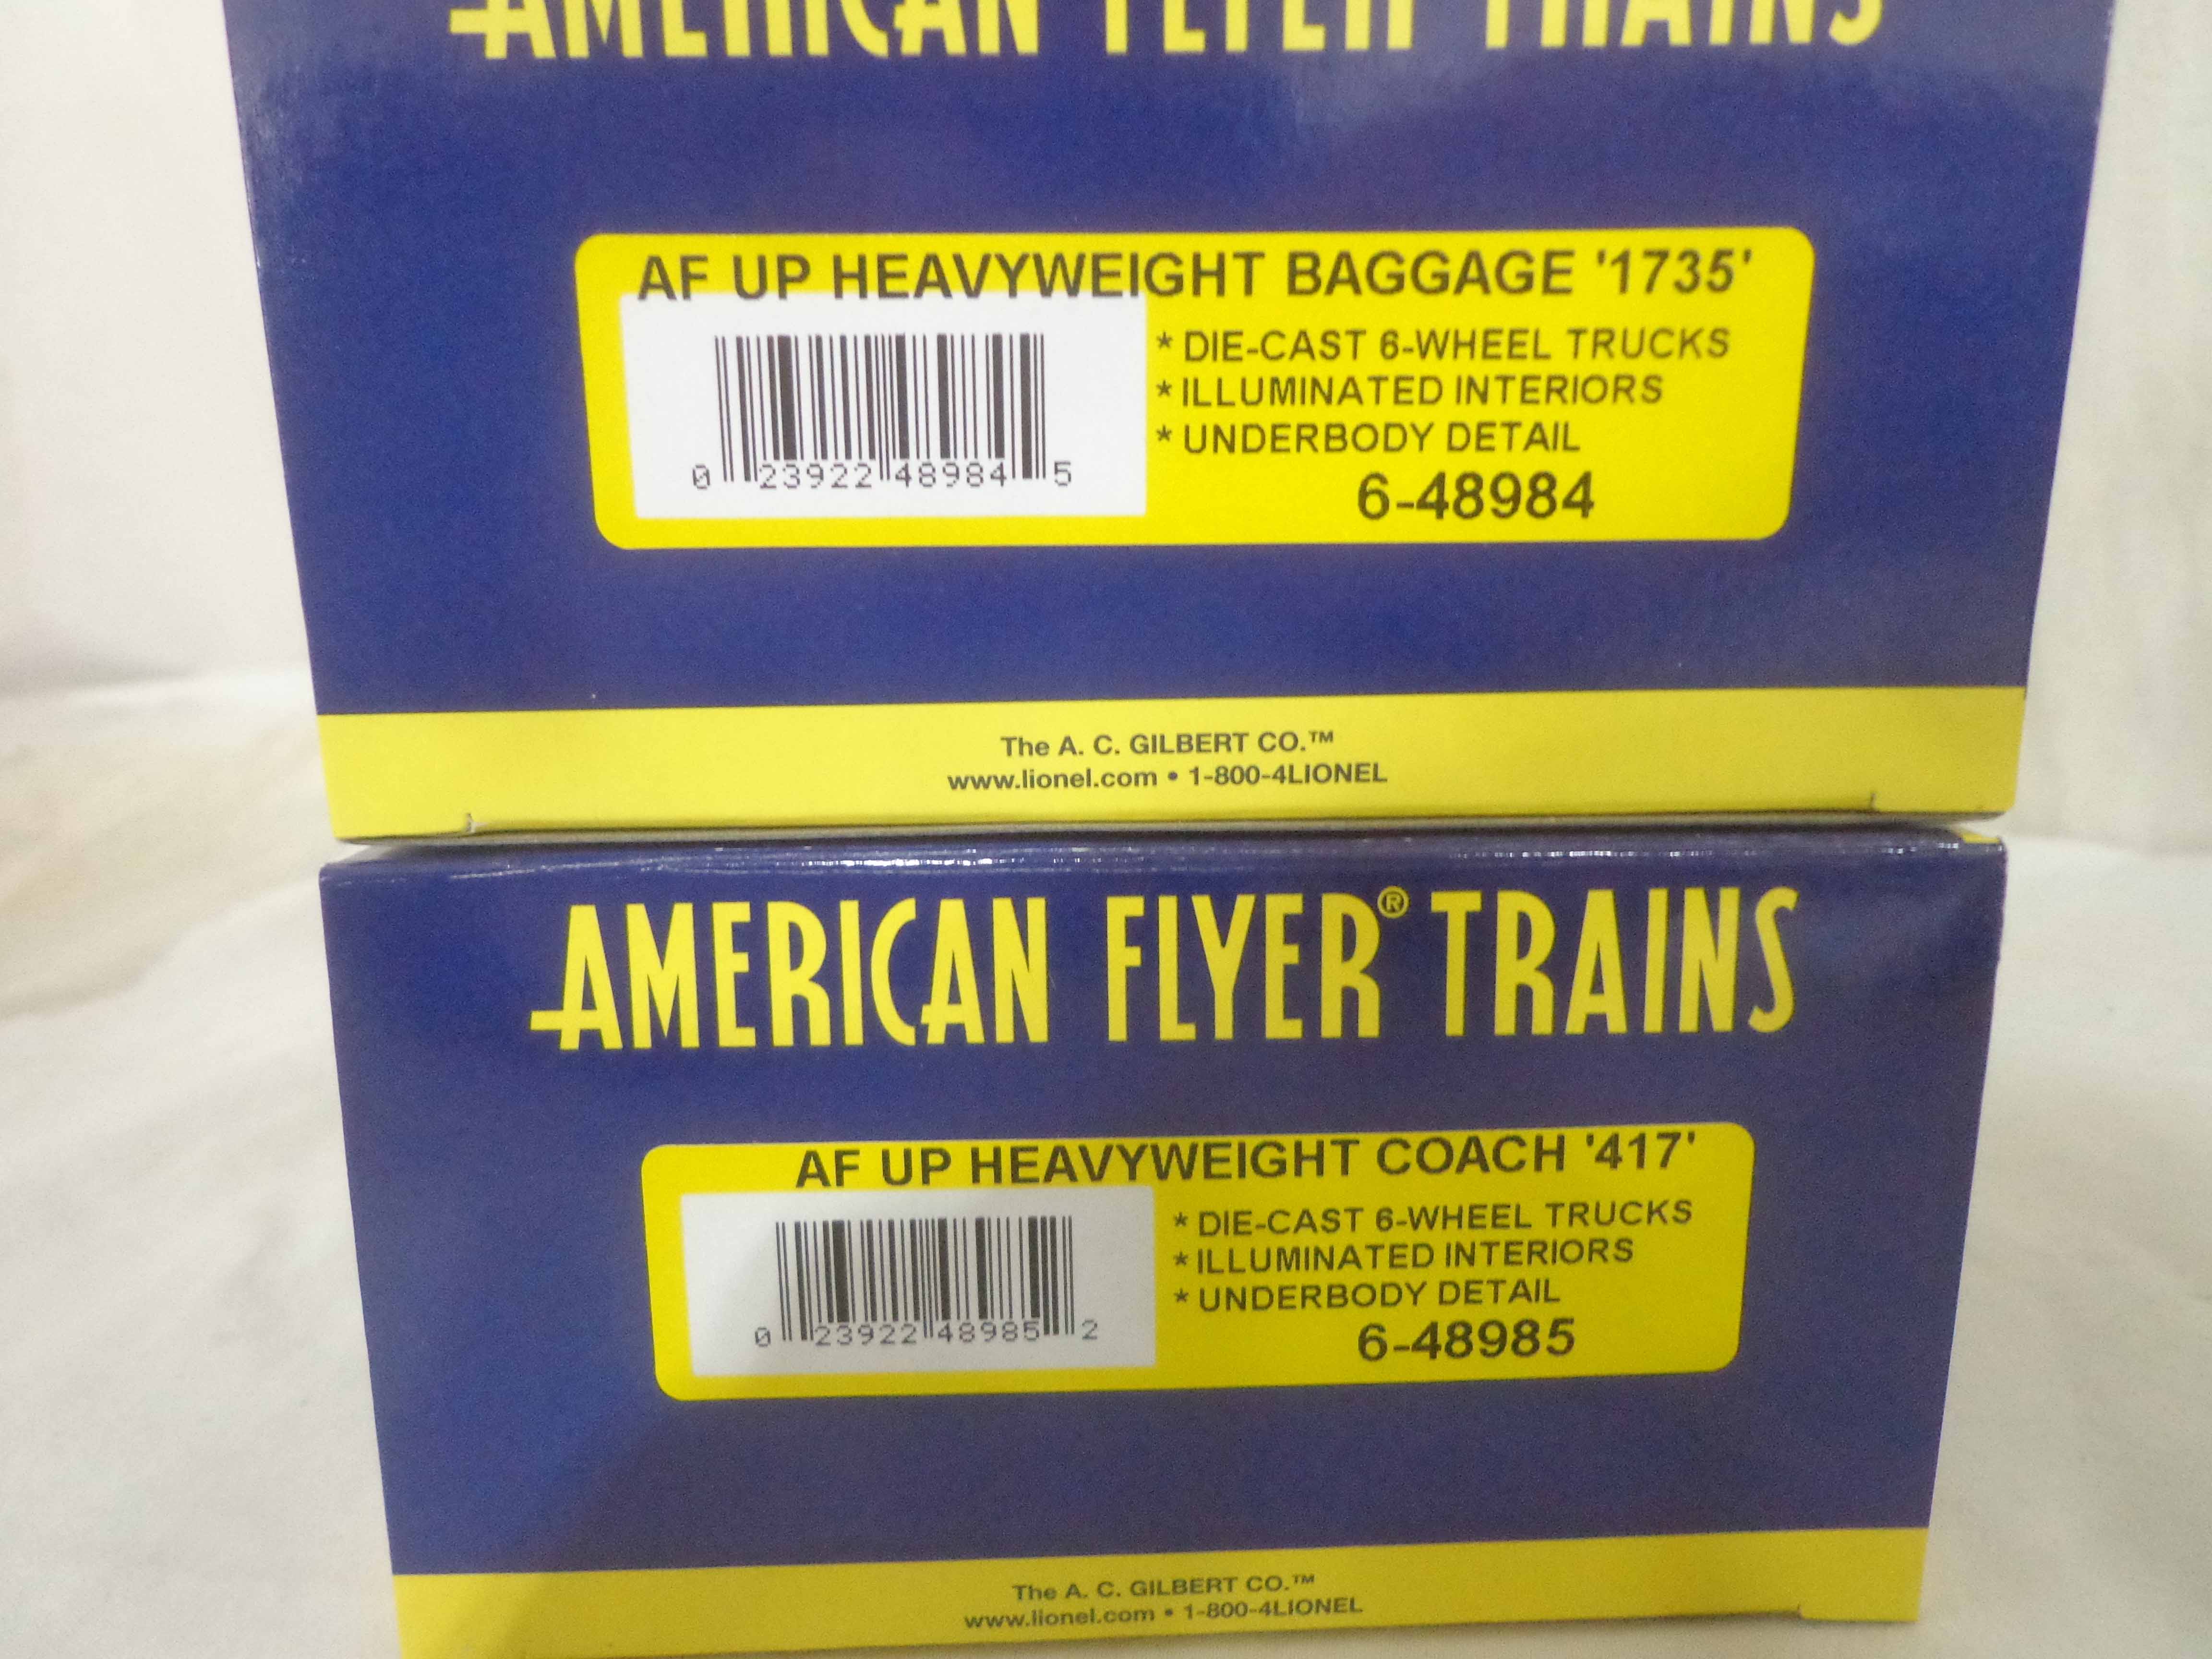 AMERICAN FLYER TRAINS
AF UP HEAVYWEIGHT BAGGAGE '1735'
* DIE-CAST 6-WHEEL TRUCKS
* ILLUMINATED INTERIORS
* UNDERBODY DETAIL
0 23922 48984 5
6-48984
The A. C. GILBERT CO.™
www.lionel.com • 1-800-4LIONEL
AMERICAN FLYER® TRAINS
AF UP HEAVYWEIGHT COACH '417'
* DIE-CAST 6-WHEEL TRUCKS
* ILLUMINATED INTERIORS
* UNDERBODY DETAIL
0 23922 48985 2
6-48985
The A. C. GILBERT CO.™
www.lionel.com • 1-800-4LIONEL